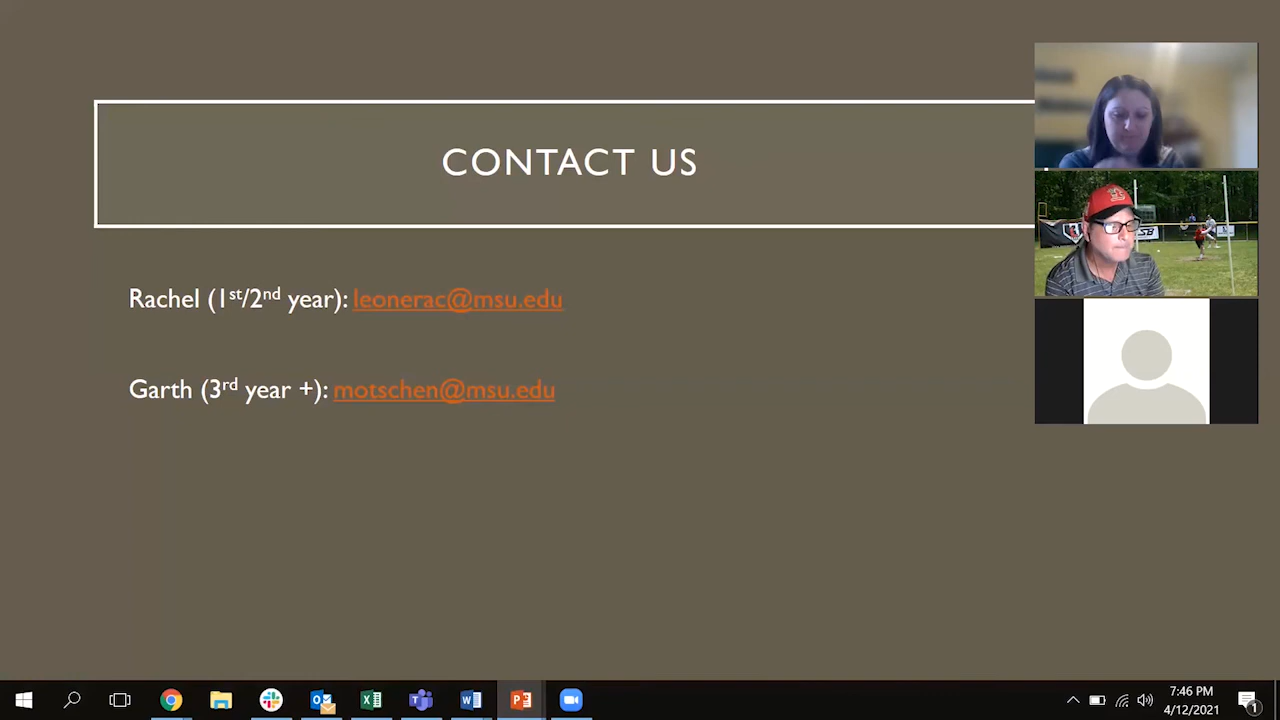 CONTACT US
Rachel (1st/2nd year): leonerac@msu.edu
Garth (3rd year +): motschen@msu.edu
7:46 PM
4/12/2021
1